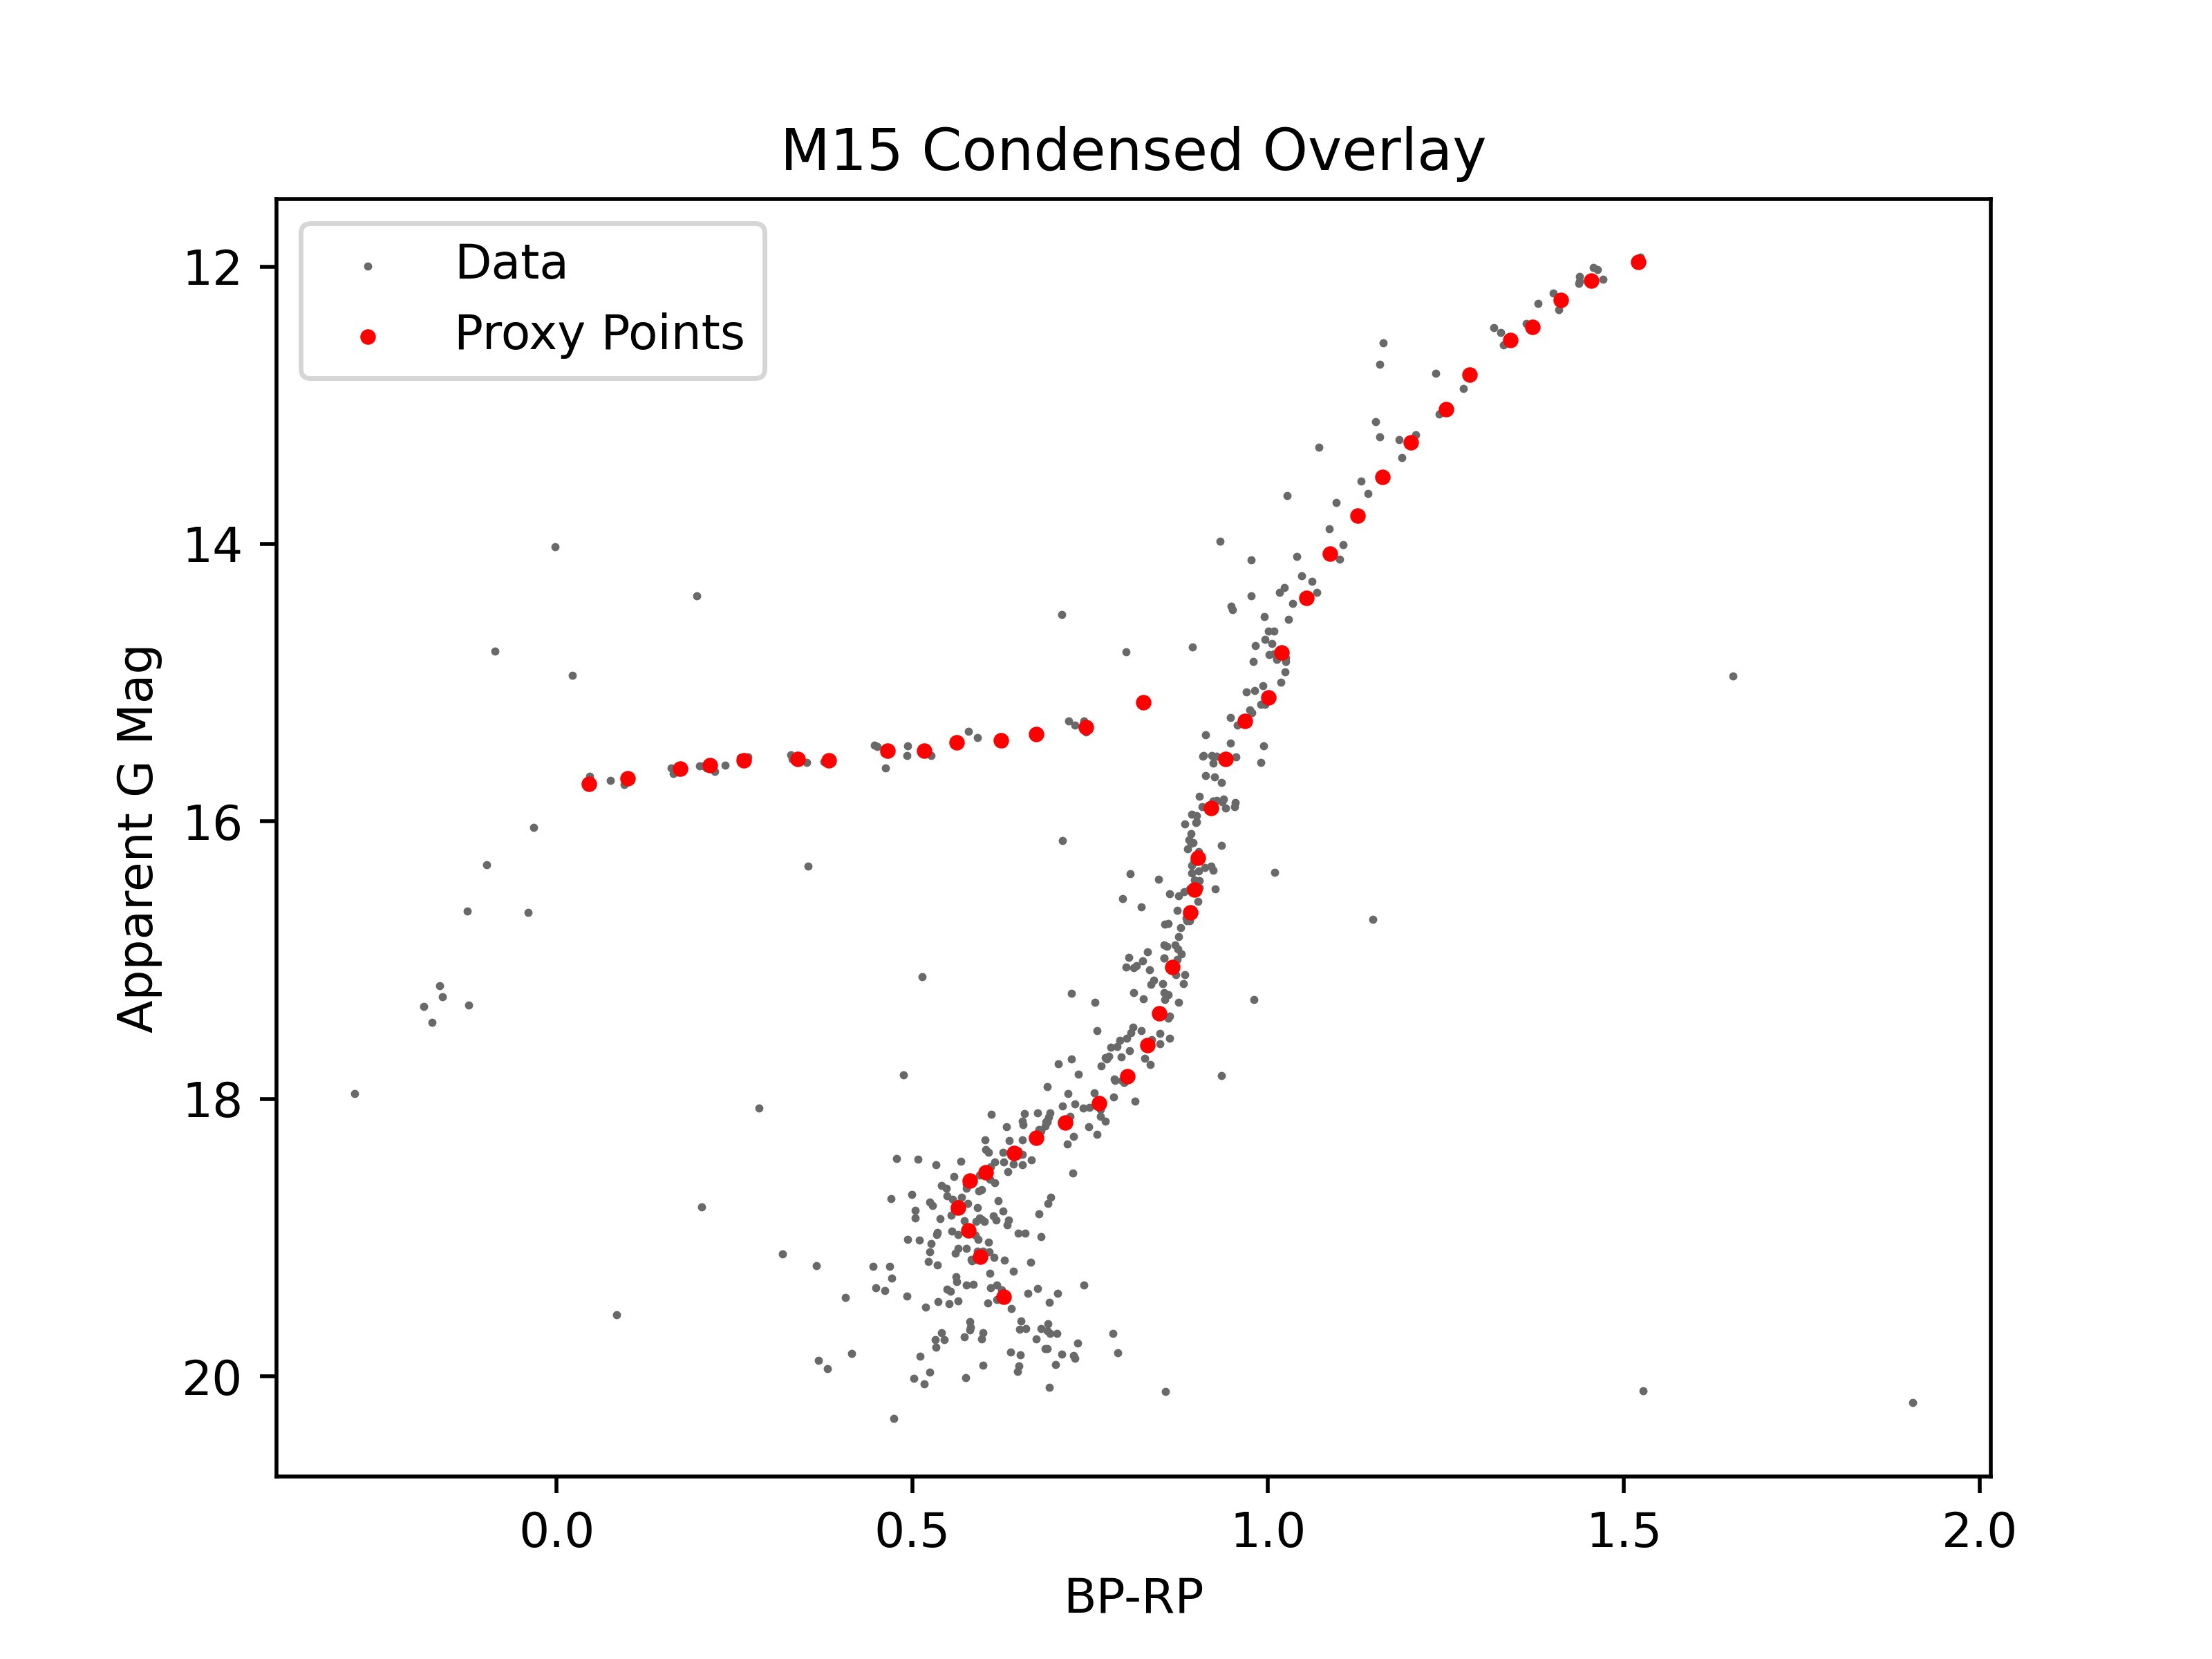 M15 Condensed Overlay
Data
Proxy Points
12
14
16
18
20
Apparent G Mag
0.0 0.5 1.0 1.5 2.0
BP-RP